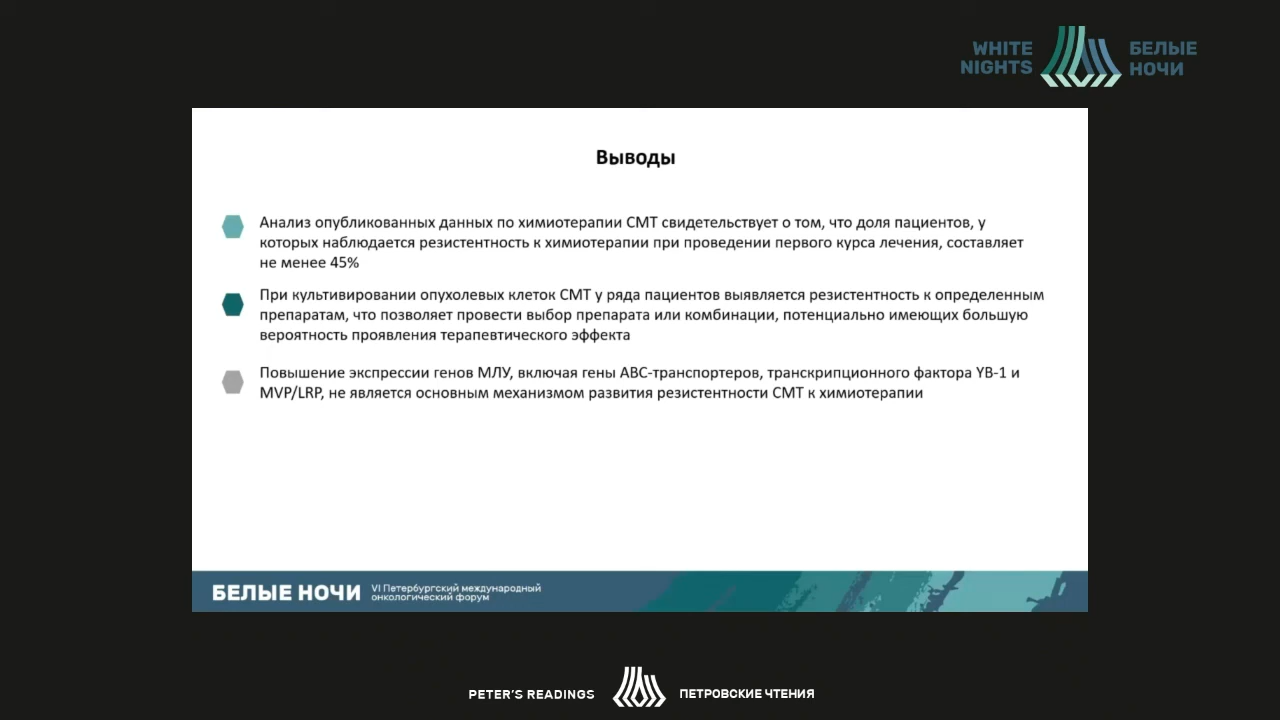 WHITE
NIGHTS
БЕЛЫЕ
НОЧИ
Выводы
Анализ опубликованных данных по химиотерапии СМТ свидетельствует о том, что доля пациентов, у
которых наблюдается резистентность к химиотерапии при проведении первого курса лечения, составляет
не менее 45%
При культивировании опухолевых клеток СМТ у ряда пациентов выявляется резистентность к определенным
препаратам, что позволяет провести выбор препарата или комбинации, потенциально имеющих большую
вероятность проявления терапевтического эффекта
Повышение экспрессии генов МЛУ, включая гены ABC-транспортеров, транскрипционного фактора YB-1 и
MVP/LRP, не является основным механизмом развития резистентности СМТ к химиотерапии
БЕЛЫЕ НОЧИ
VI Петербургский международный
онкологический форум
PETER'S READINGS
ПЕТРОВСКИЕ ЧТЕНИЯ